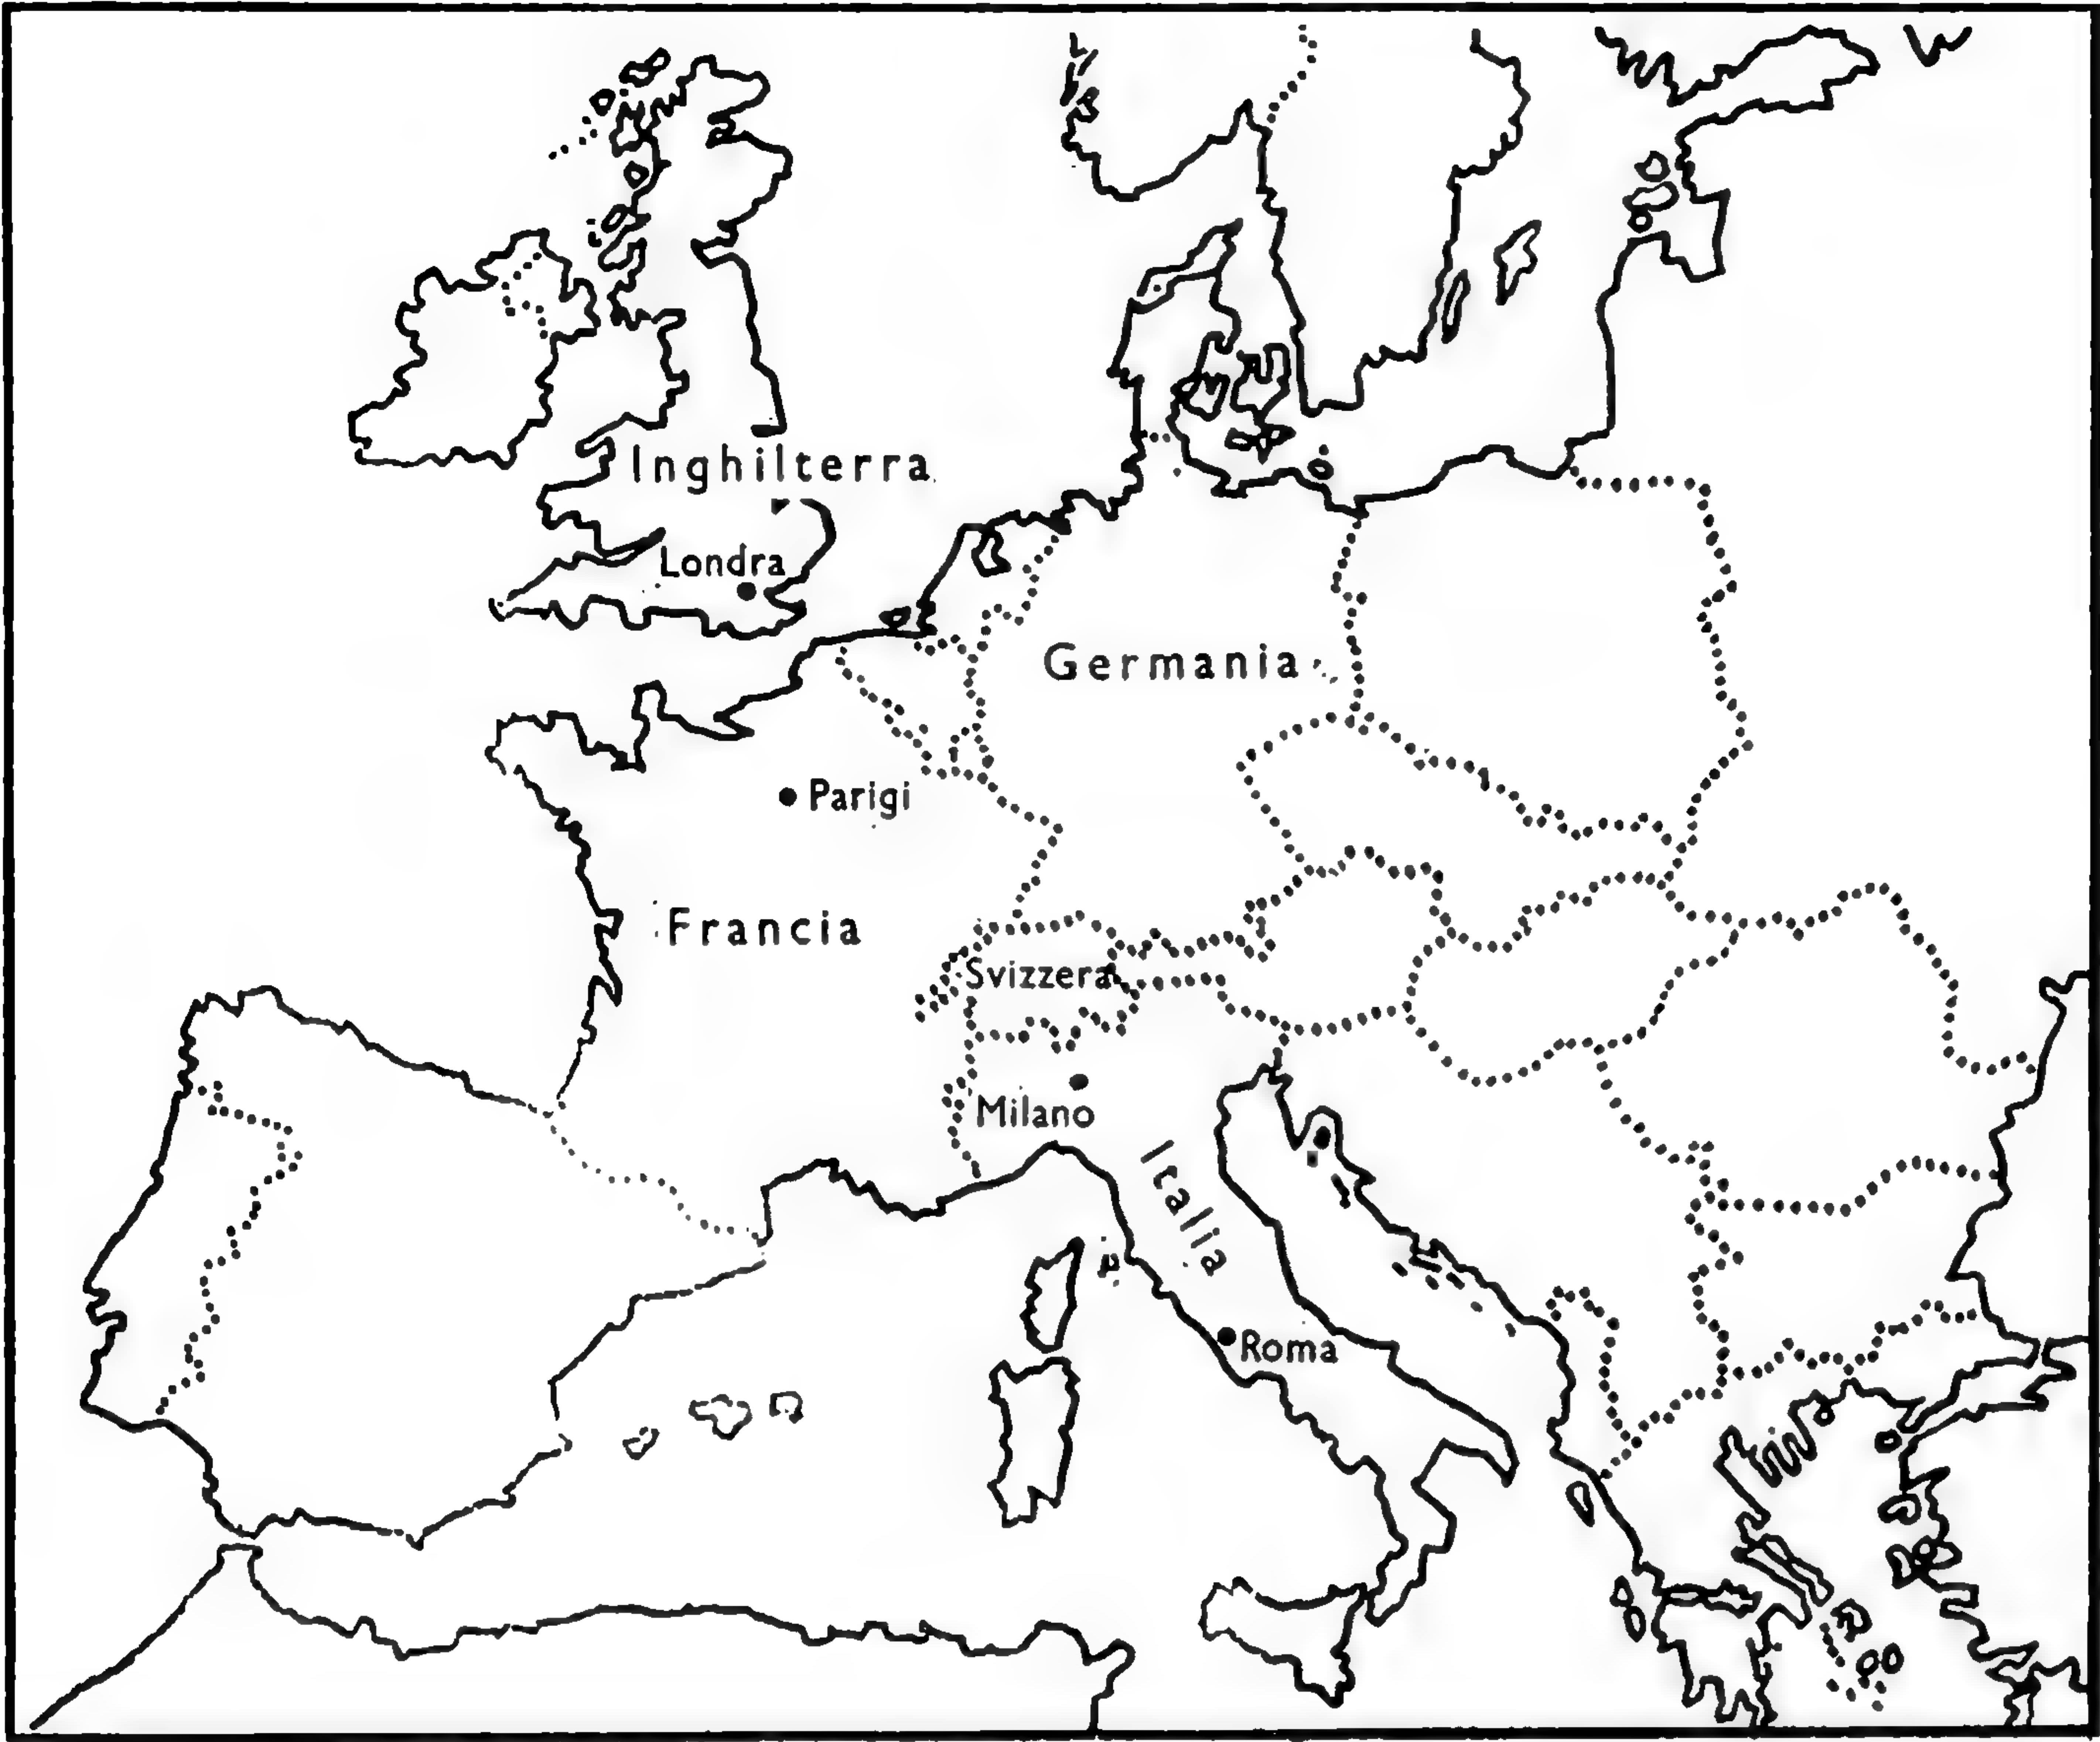 Inghilterra
Londra
Germania
Parigi
Francia
Svizzera
Milano
Italia
Roma